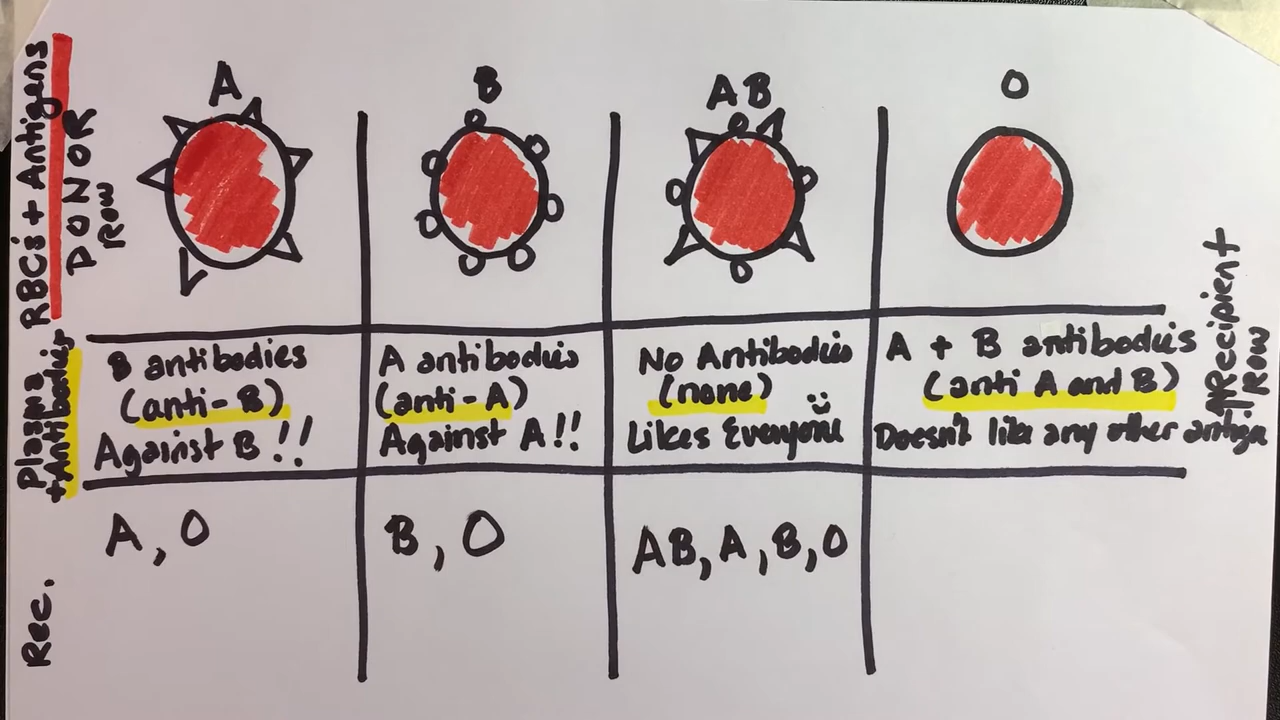 RBC's + Antigens
DONOR
ROW
A
B
AB
O
Plasma
+Antibodies
B antibodies
(anti-B)
Against B !!
A antibodies
(anti-A)
Against A!!
No Antibodies
(none)
Likes Everyone
A + B antibodies
(anti A and B)
Doesn't like any other antigen
Recipient
Row
Rec.
A, O
B, O
AB, A, B, O